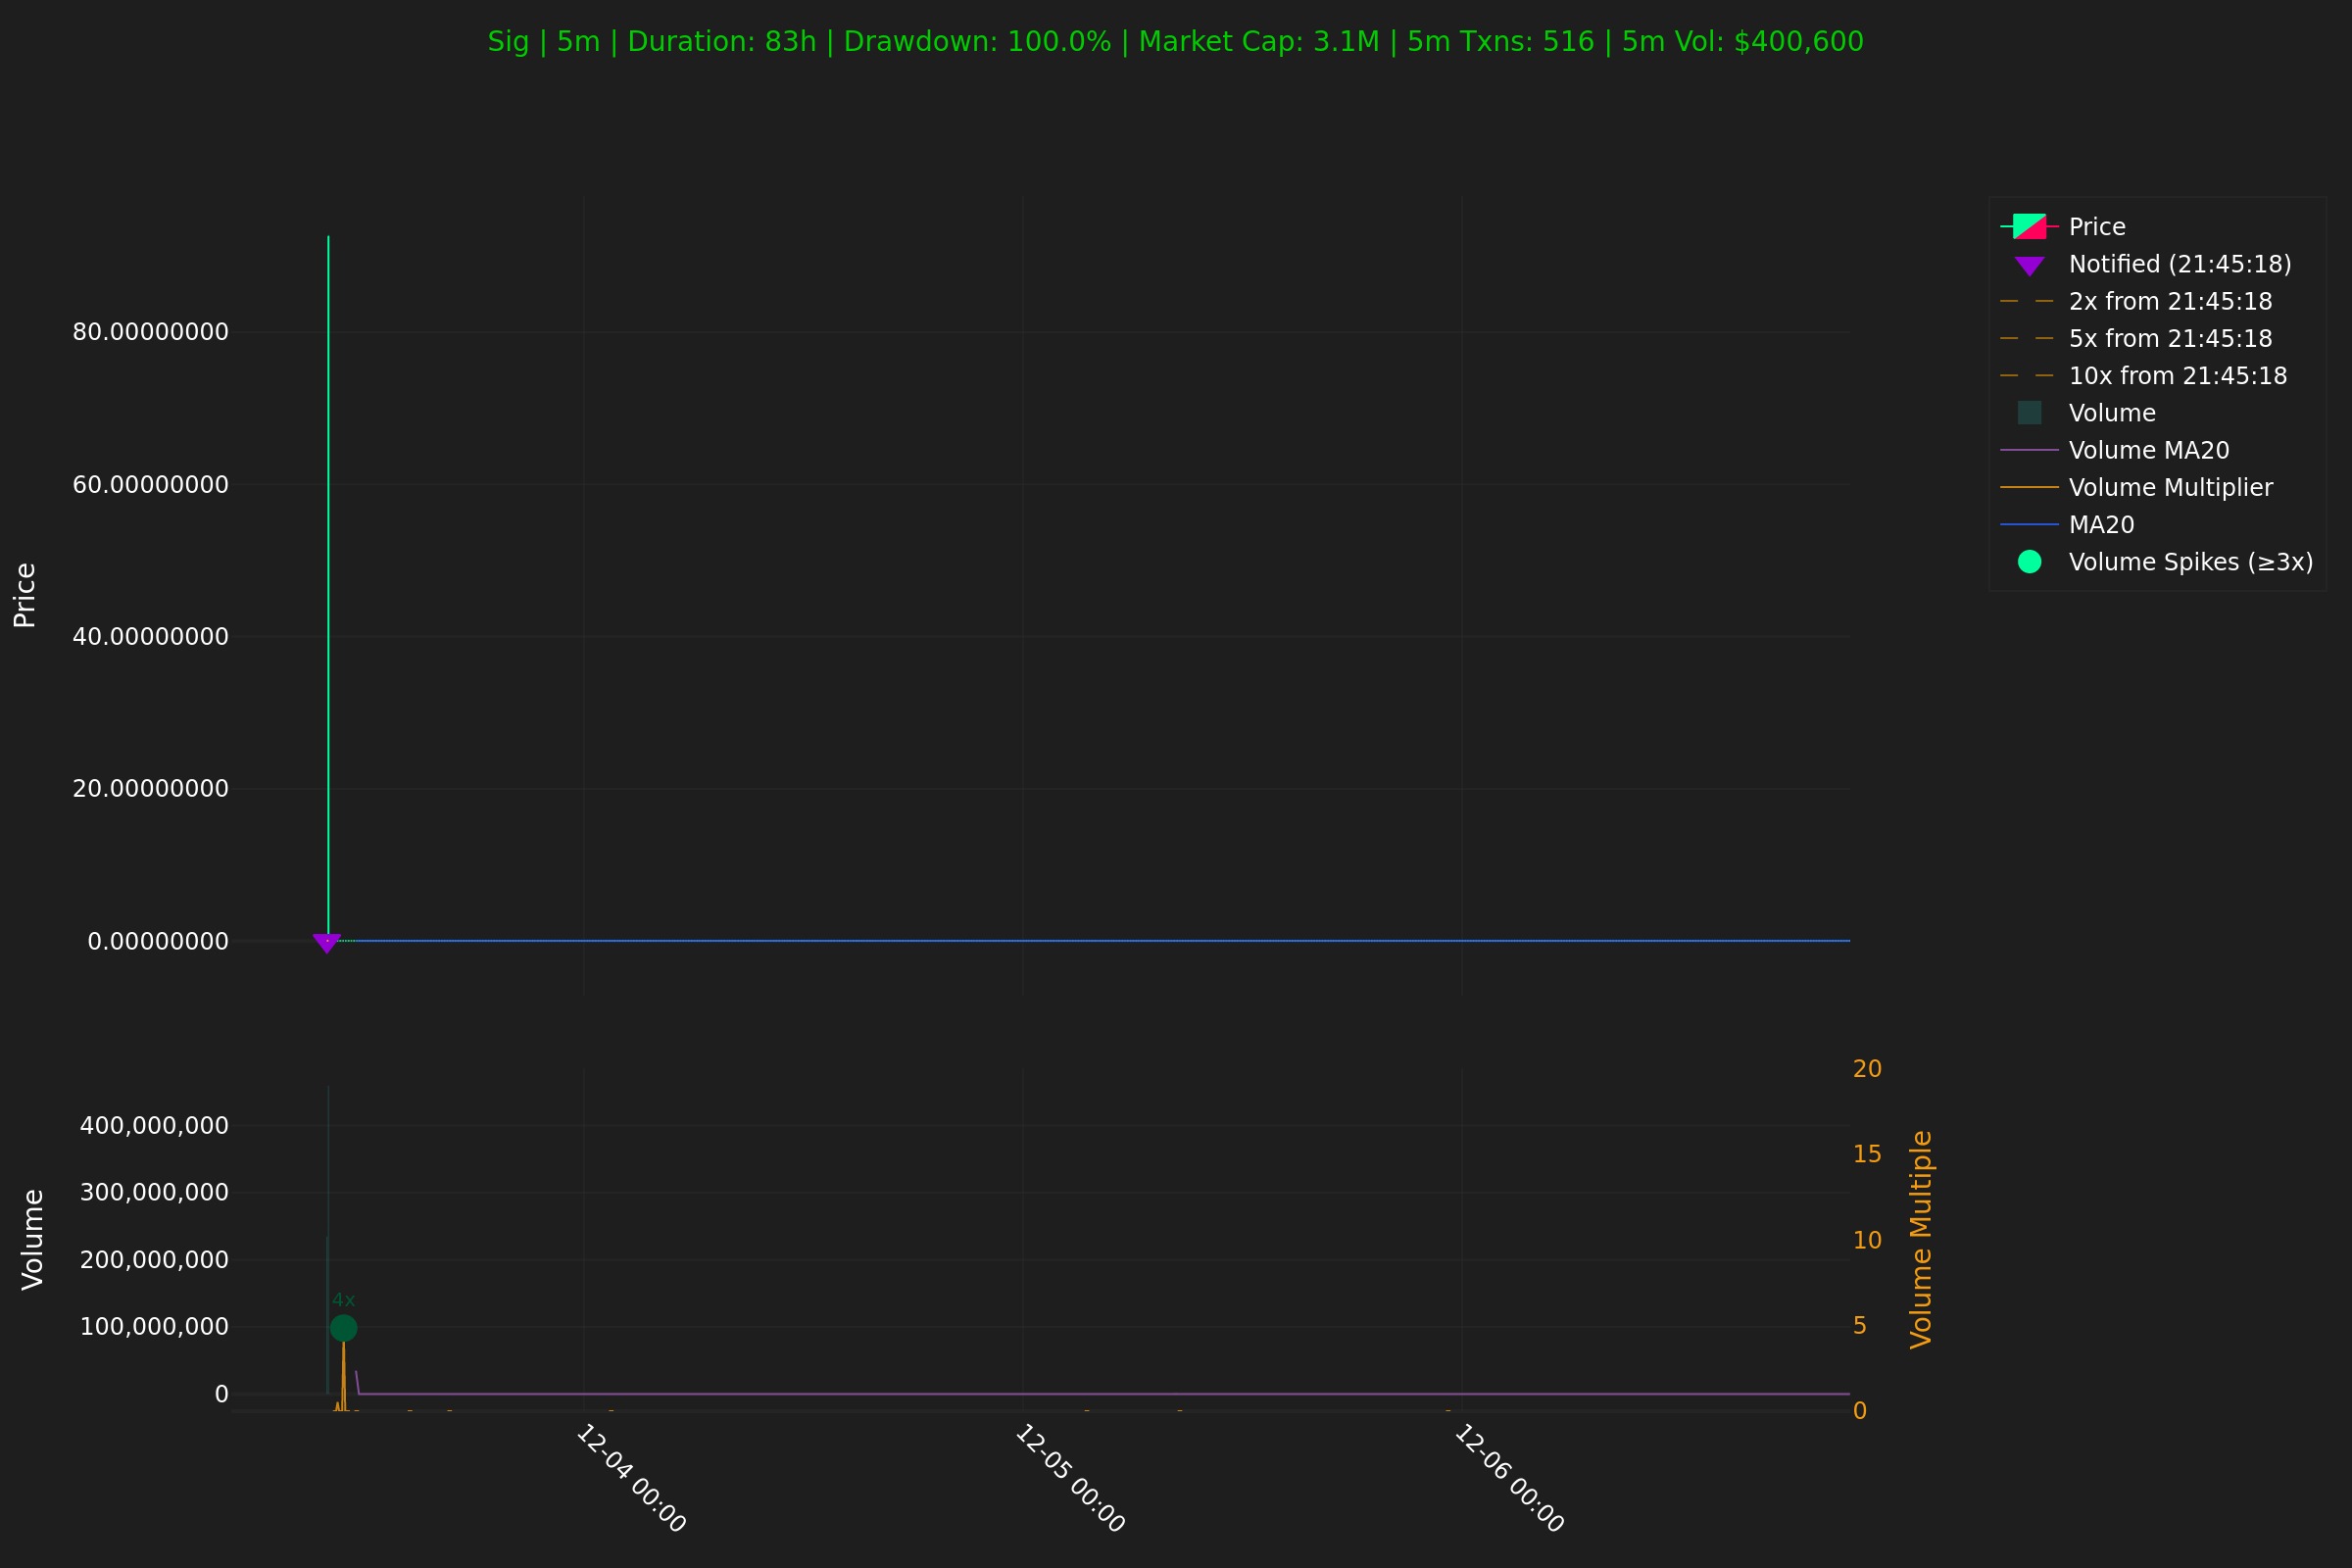 Sig | 5m | Duration: 83h | Drawdown: 100.0% | Market Cap: 3.1M | 5m Txns: 516 | 5m Vol: $400,600
Price
80.00000000
60.00000000
40.00000000
20.00000000
0.00000000
Price
Notified (21:45:18)
2x from 21:45:18
5x from 21:45:18
10x from 21:45:18
Volume
Volume MA20
Volume Multiplier
MA20
Volume Spikes (≥3x)
Volume
400,000,000
300,000,000
200,000,000
100,000,000
0
4x
20
15
10
5
0
Volume Multiple
12-04 00:00
12-05 00:00
12-06 00:00